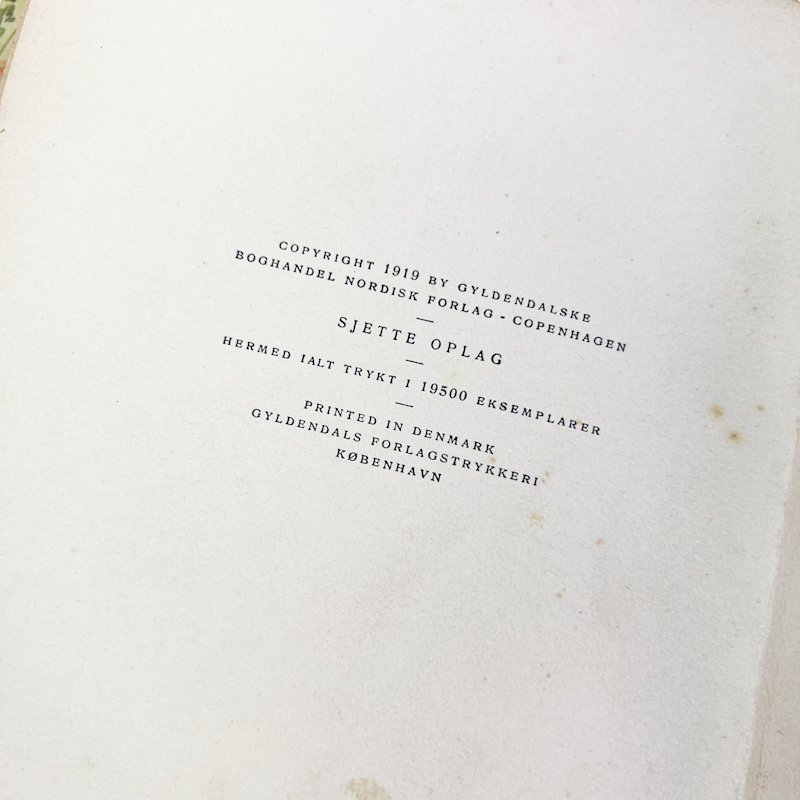 COPYRIGHT 1919 BY GYLDENDALSKE
BOGHANDEL NORDISK FORLAG - COPENHAGEN
SJETTE OPLAG
HERMED IALT TRYKT I 19500 EKSEMPLARER
PRINTED IN DENMARK
GYLDENDALS FORLAGSTRYKKERI
KØBENHAVN